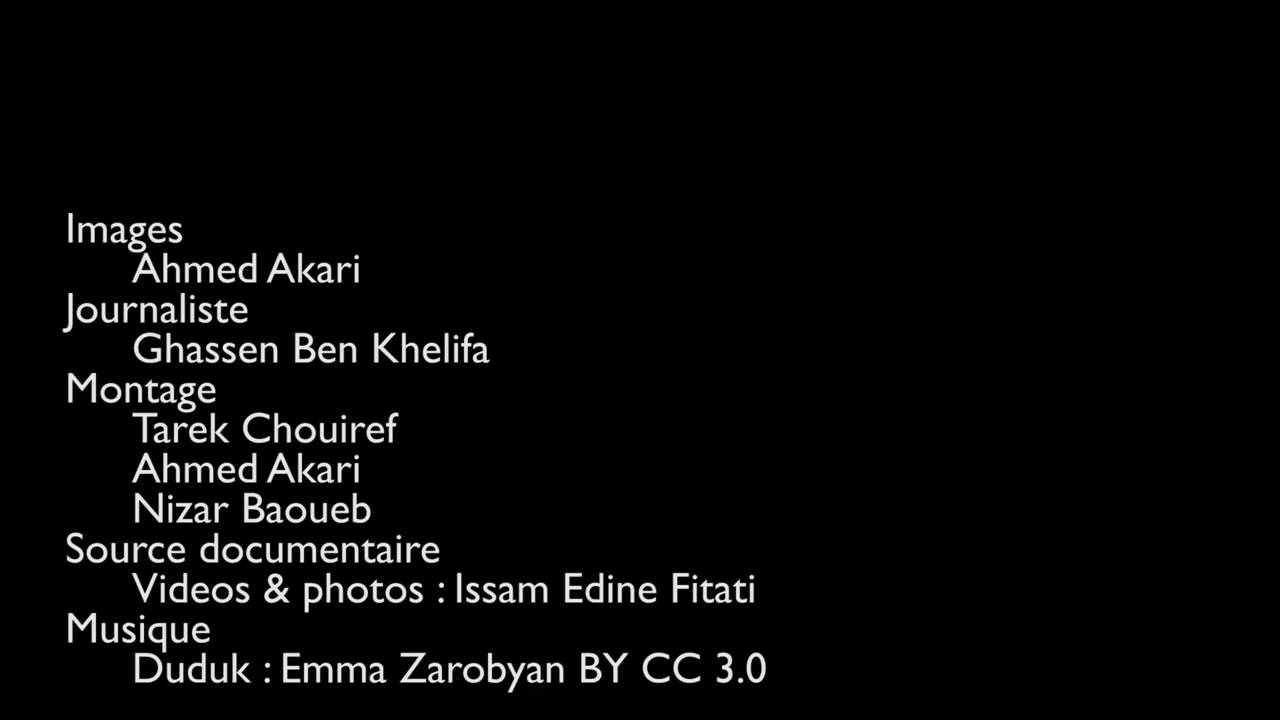 Images
Ahmed Akari
Journaliste
Ghassen Ben Khelifa
Montage
Tarek Chouiref
Ahmed Akari
Nizar Baoueb
Source documentaire
Videos & photos : Issam Edine Fitati
Musique
Duduk : Emma Zarobyan BY CC 3.0